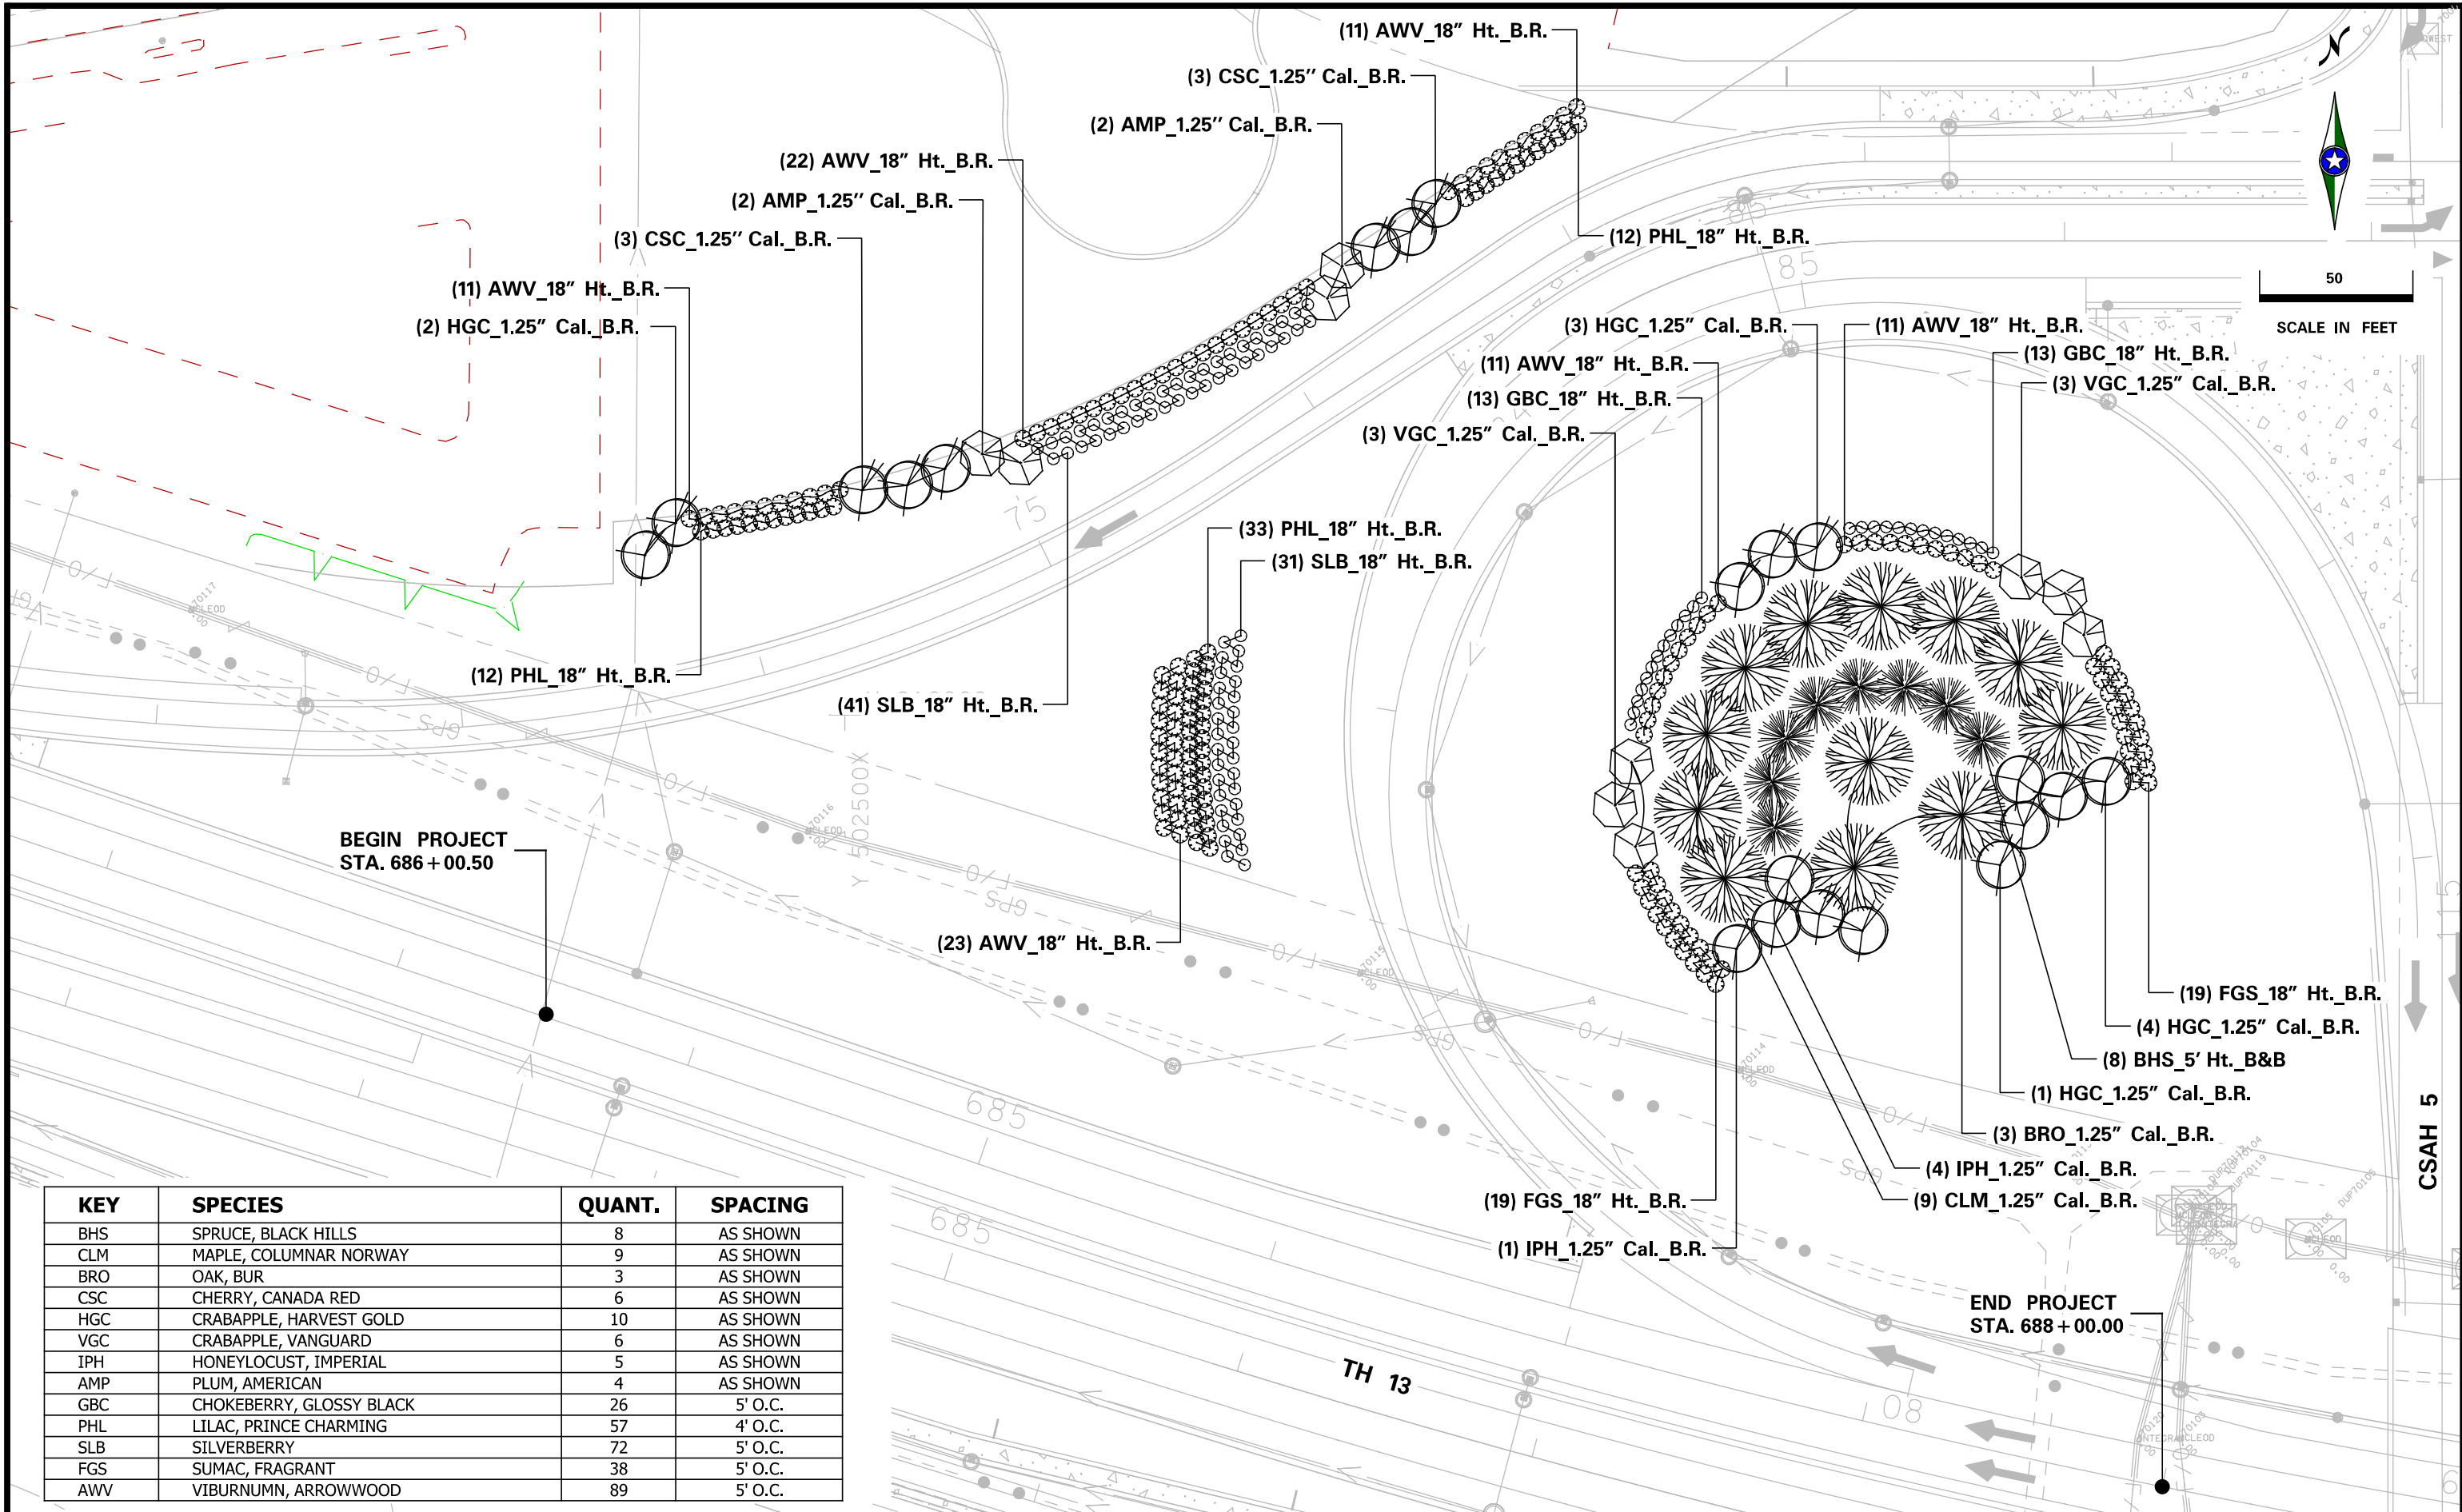 (11) AWV_18" Ht._B.R.
(3) CSC_1.25'' Cal._B.R.
(2) AMP_1.25'' Cal._B.R.
(22) AWV_18" Ht._B.R.
(2) AMP_1.25'' Cal._B.R.
(3) CSC_1.25'' Cal._B.R.
(11) AWV_18" Ht._B.R.
(2) HGC_1.25" Cal._B.R.
(12) PHL_18" Ht._B.R.
N
50
SCALE IN FEET
85
85
(3) HGC_1.25" Cal._B.R.
(11) AWV_18" Ht._B.R.
(11) AWV_18" Ht._B.R.
(13) GBC_18" Ht._B.R.
(13) GBC_18" Ht._B.R.
(3) VGC_1.25" Cal._B.R.
(3) VGC_1.25" Cal._B.R.
75
(33) PHL_18" Ht._B.R.
(31) SLB_18" Ht._B.R.
(12) PHL_18" Ht._B.R.
(41) SLB_18" Ht._B.R.
(23) AWV_18" Ht._B.R.
BEGIN PROJECT
STA. 686+00.50
685
685
(19) FGS_18" Ht._B.R.
(4) HGC_1.25" Cal._B.R.
(8) BHS_5' Ht._B&B
(1) HGC_1.25" Cal._B.R.
(3) BRO_1.25" Cal._B.R.
(4) IPH_1.25" Cal._B.R.
(9) CLM_1.25" Cal._B.R.
(19) FGS_18" Ht._B.R.
(1) IPH_1.25" Cal._B.R.
CSAH 5
END PROJECT
STA. 688+00.00
TH 13
80
KEY SPECIES QUANT. SPACING
BHS SPRUCE, BLACK HILLS 8 AS SHOWN
CLM MAPLE, COLUMNAR NORWAY 9 AS SHOWN
BRO OAK, BUR 3 AS SHOWN
CSC CHERRY, CANADA RED 6 AS SHOWN
HGC CRABAPPLE, HARVEST GOLD 10 AS SHOWN
VGC CRABAPPLE, VANGUARD 6 AS SHOWN
IPH HONEYLOCUST, IMPERIAL 5 AS SHOWN
AMP PLUM, AMERICAN 4 AS SHOWN
GBC CHOKEBERRY, GLOSSY BLACK 26 5' O.C.
PHL LILAC, PRINCE CHARMING 57 4' O.C.
SLB SILVERBERRY 72 5' O.C.
FGS SUMAC, FRAGRANT 38 5' O.C.
AWV VIBURNUMN, ARROWWOOD 89 5' O.C.